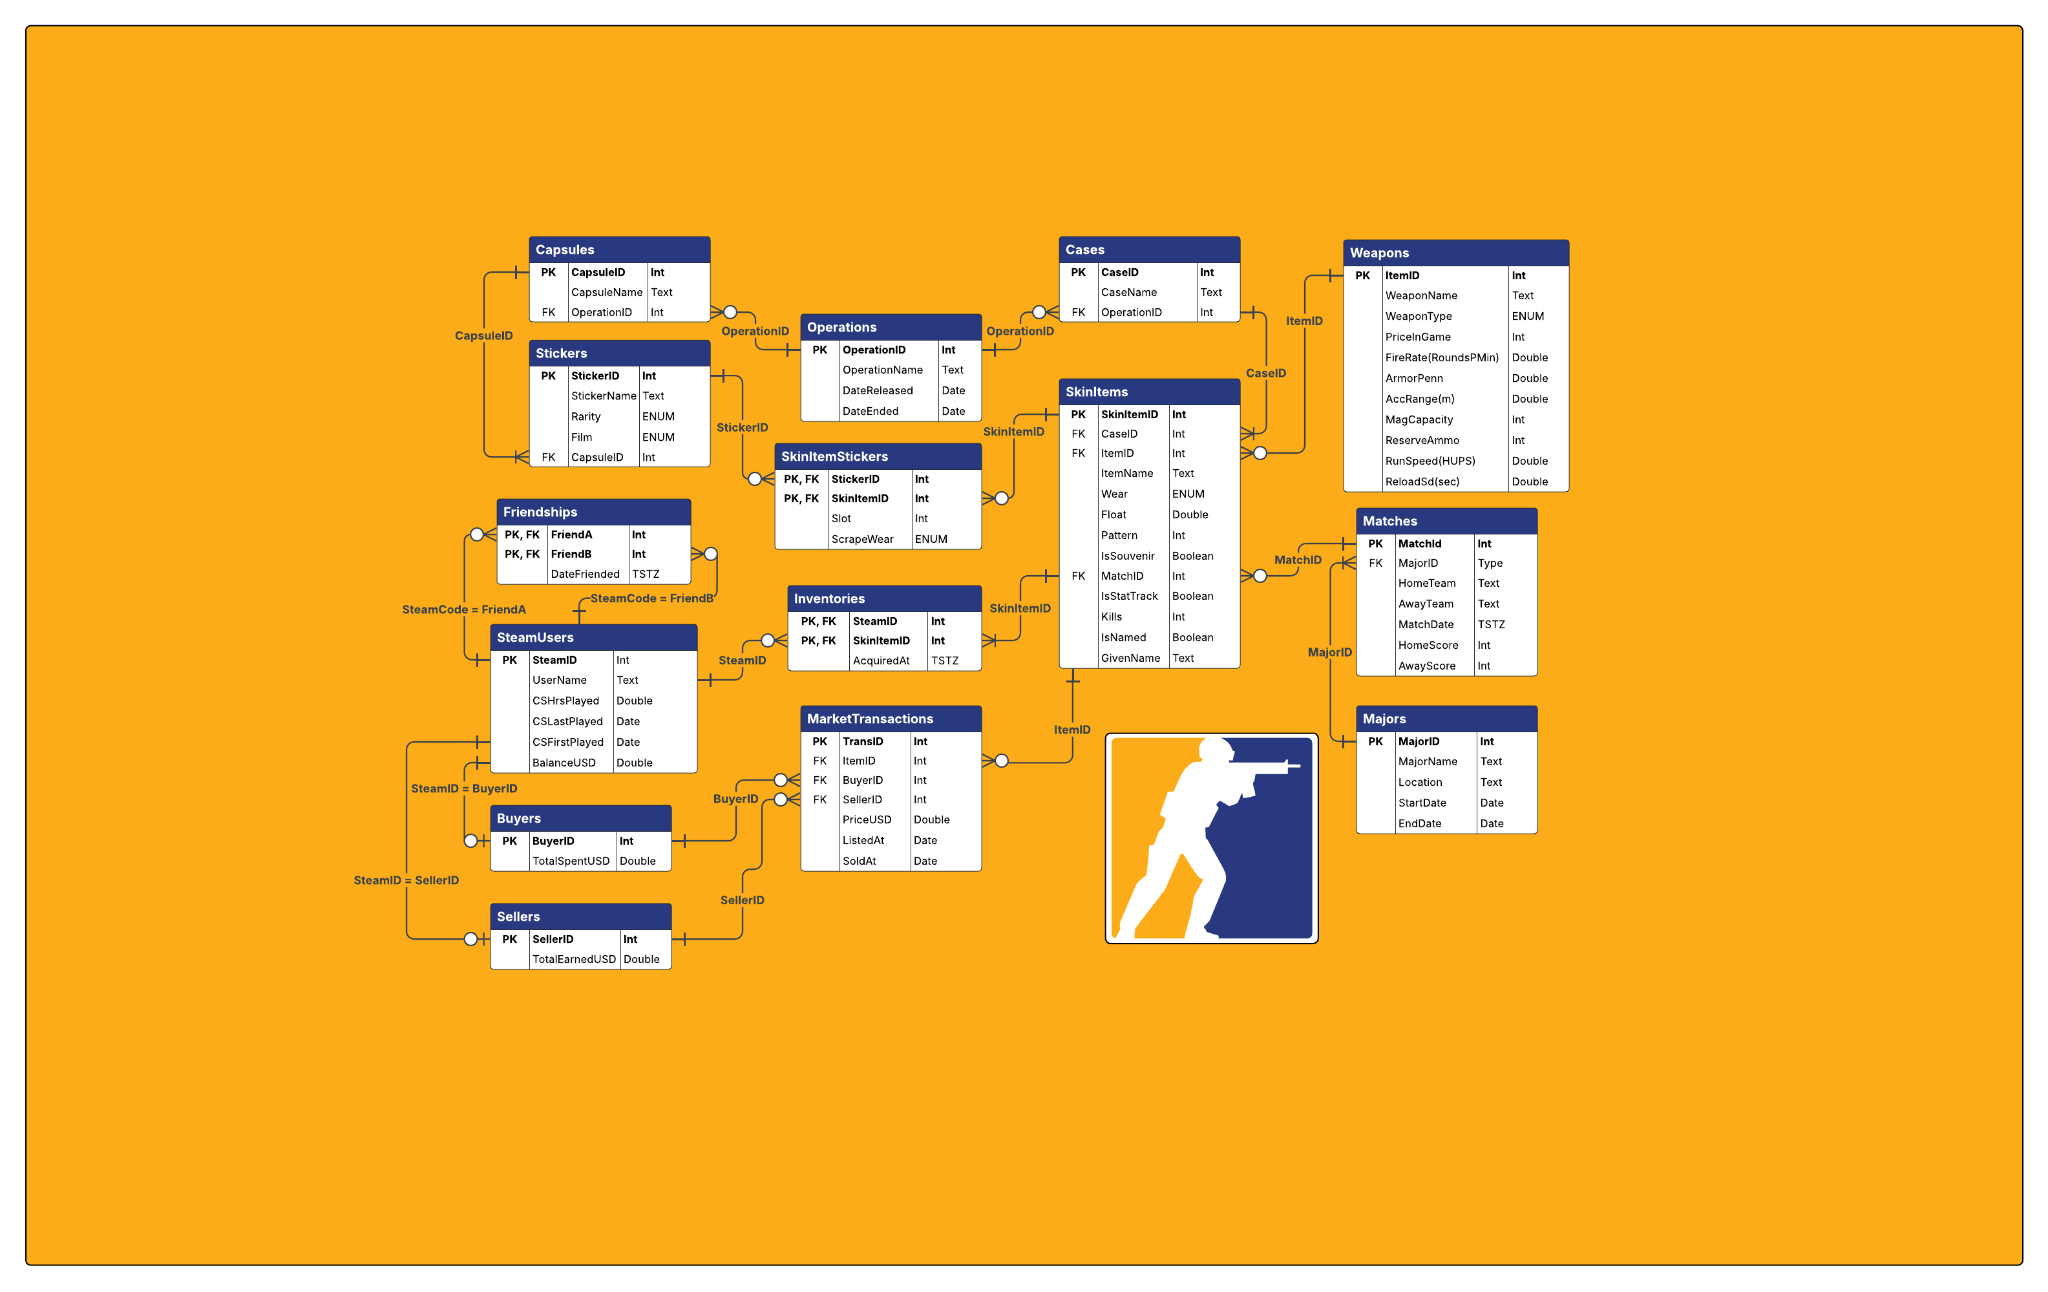 Capsules
PK CapsuleID Int
CapsuleName Text
FK OperationID Int
CapsuleID
Stickers
PK StickerID Int
StickerName Text
Rarity ENUM
Film ENUM
FK CapsuleID Int
OperationID
Operations
PK OperationID Int
OperationName Text
DateReleased Date
DateEnded Date
OperationID
Cases
PK CaseID Int
CaseName Text
FK OperationID Int
CaseID
ItemID
Weapons
PK ItemID Int
WeaponName Text
WeaponType ENUM
PriceInGame Int
FireRate(RoundsPMin) Double
ArmorPenn Double
AccRange(m) Double
MagCapacity Int
ReserveAmmo Int
RunSpeed(HUPS) Double
ReloadSd(sec) Double
StickerID
SkinItemStickers
PK, FK StickerID Int
PK, FK SkinItemID Int
Slot Int
ScrapeWear ENUM
SkinItemID
SkinItems
PK SkinItemID Int
FK CaseID Int
FK ItemID Int
ItemName Text
Wear ENUM
Float Double
Pattern Int
IsSouvenir Boolean
FK MatchID Int
IsStatTrack Boolean
Kills Int
IsNamed Boolean
GivenName Text
MatchID
Matches
PK MatchId Int
FK MajorID Type
HomeTeam Text
AwayTeam Text
MatchDate TSTZ
HomeScore Int
AwayScore Int
MajorID
Majors
PK MajorID Int
MajorName Text
Location Text
StartDate Date
EndDate Date
Friendships
PK, FK FriendA Int
PK, FK FriendB Int
DateFriended TSTZ
SteamCode = FriendA
SteamCode = FriendB
SteamUsers
PK SteamID Int
UserName Text
CSHrsPlayed Double
CSLastPlayed Date
CSFirstPlayed Date
BalanceUSD Double
SteamID
Inventories
PK, FK SteamID Int
PK, FK SkinItemID Int
AcquiredAt TSTZ
SkinItemID
MarketTransactions
PK TransID Int
FK ItemID Int
FK BuyerID Int
FK SellerID Int
PriceUSD Double
ListedAt Date
SoldAt Date
ItemID
SteamID = BuyerID
Buyers
PK BuyerID Int
TotalSpentUSD Double
BuyerID
SteamID = SellerID
Sellers
PK SellerID Int
TotalEarnedUSD Double
SellerID